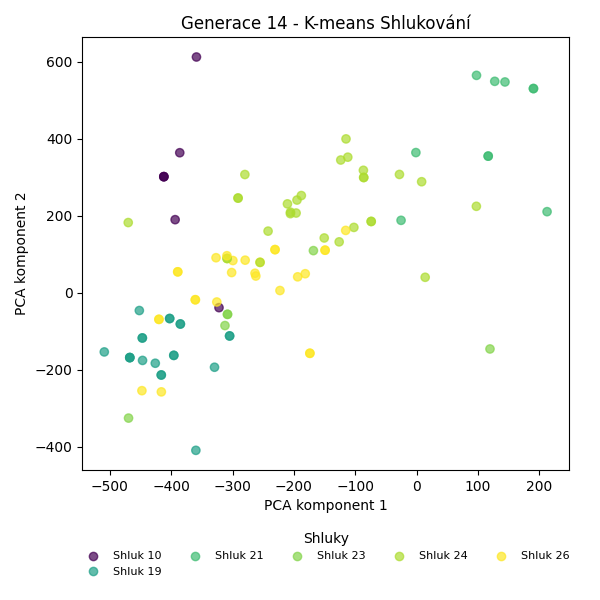 Generace 14 - K-means Shlukování
PCA komponent 2
600
400
200
0
−200
−400
−500 −400 −300 −200 −100 0 100 200
PCA komponent 1
Shluky
Shluk 10 Shluk 21 Shluk 23 Shluk 24 Shluk 26
Shluk 19